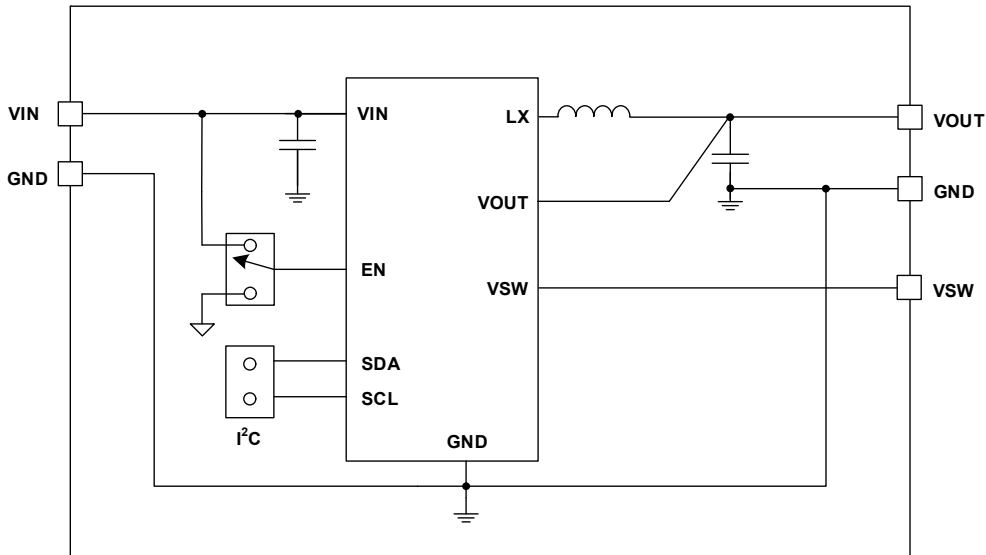 VIN
VIN
LX
VOUT
GND
VOUT
GND
EN
VSW
VSW
SDA
SCL
I²C
GND